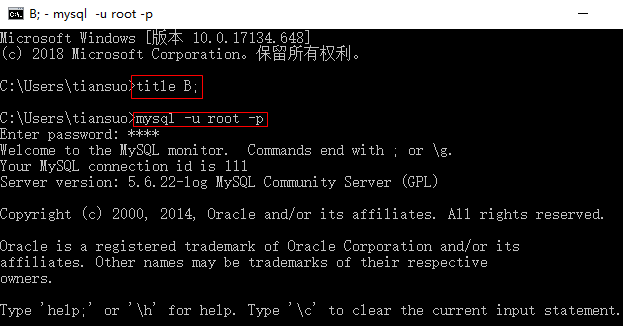 B; - mysql  -u root -p
Microsoft Windows [版本 10.0.17134.648]
(c) 2018 Microsoft Corporation。保留所有权利。
C:\Users\tiansuo>title B;
C:\Users\tiansuo>mysql -u root -p
Enter password: ****
Welcome to the MySQL monitor.  Commands end with ; or \g.
Your MySQL connection id is 111
Server version: 5.6.22-log MySQL Community Server (GPL)
Copyright (c) 2000, 2014, Oracle and/or its affiliates. All rights reserved.
Oracle is a registered trademark of Oracle Corporation and/or its
affiliates. Other names may be trademarks of their respective
owners.
Type 'help;' or '\h' for help. Type '\c' to clear the current input statement.